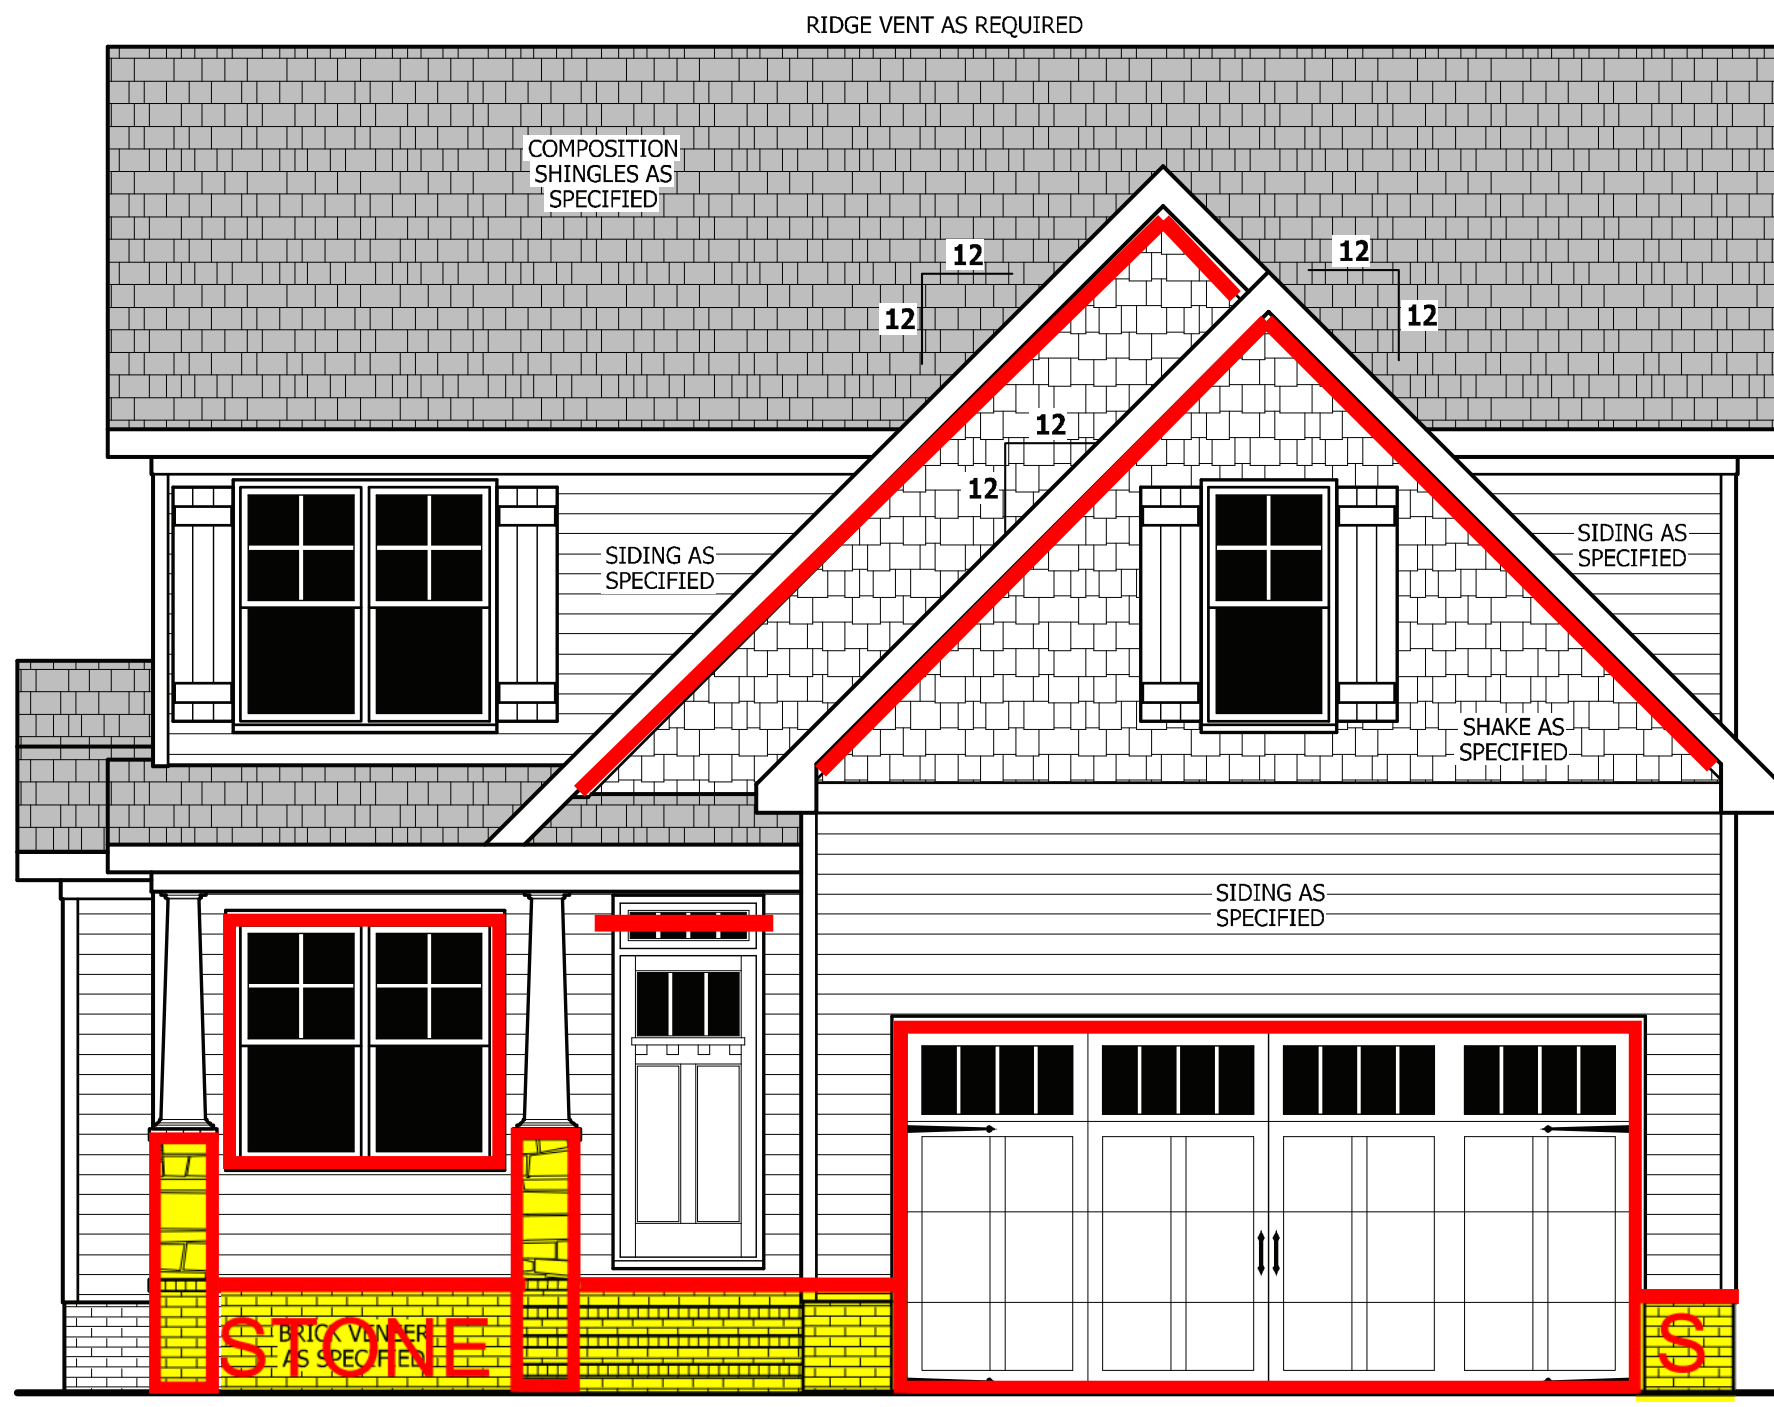 RIDGE VENT AS REQUIRED
COMPOSITION
SHINGLES AS
SPECIFIED
12
12
12
12
12
12
SIDING AS
SPECIFIED
SIDING AS
SPECIFIED
SHAKE AS
SPECIFIED
SIDING AS
SPECIFIED
BRICK VENEER
AS SPECIFIED
STONE
S